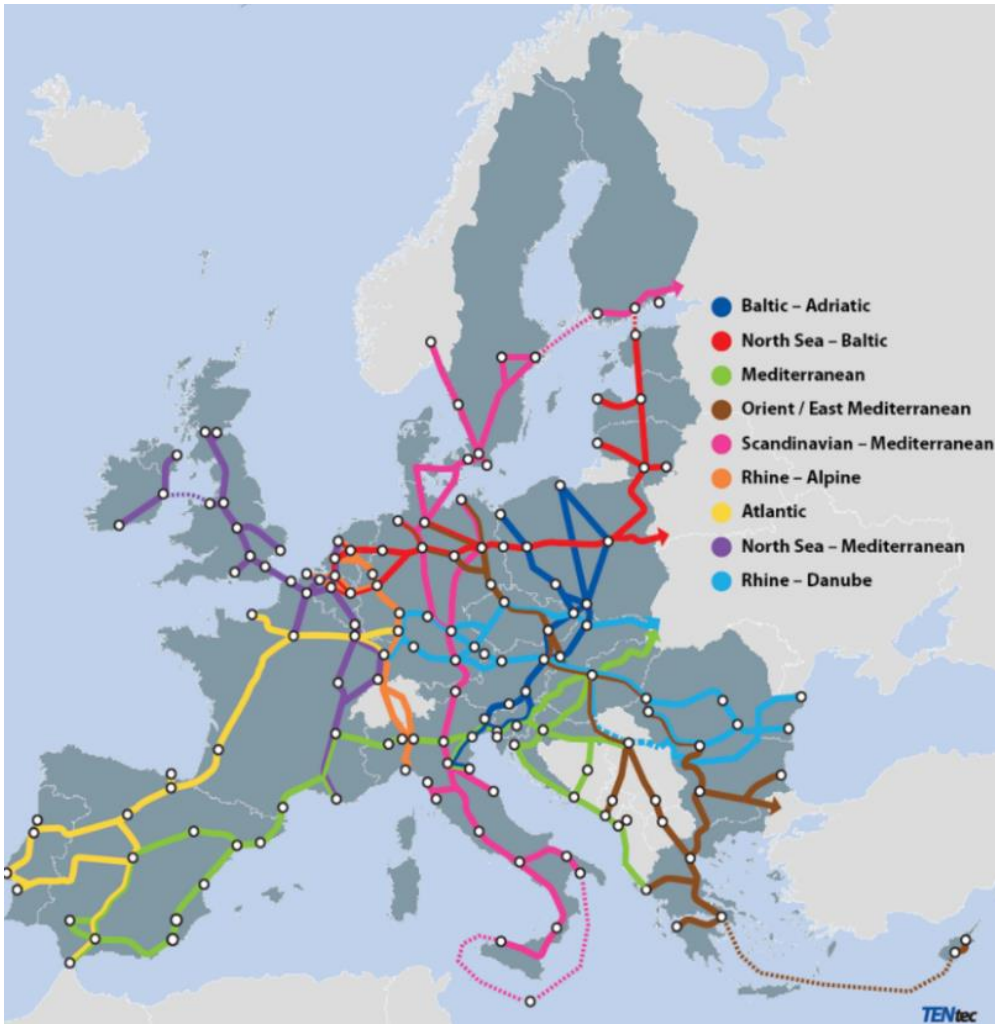 Baltic – Adriatic
North Sea – Baltic
Mediterranean
Orient / East Mediterranean
Scandinavian – Mediterranean
Rhine – Alpine
Atlantic
North Sea – Mediterranean
Rhine – Danube
TENtec